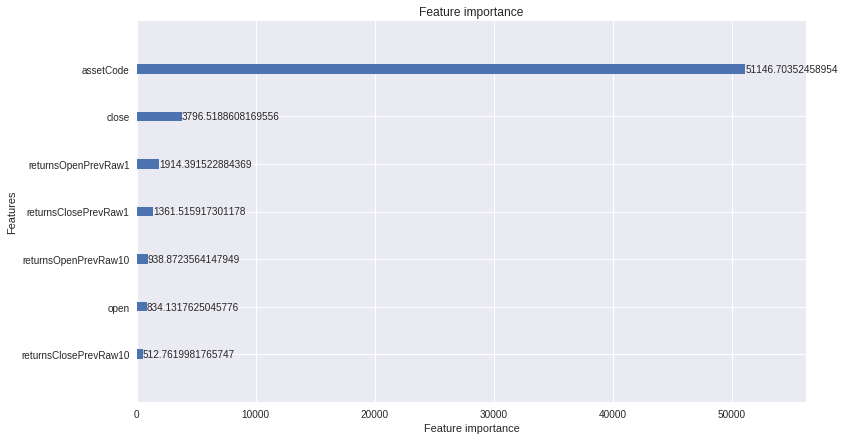 Feature importance
assetCode 51146.70352458954
close 3796.5188608169556
returnsOpenPrevRaw1 1914.391522884369
returnsClosePrevRaw1 1361.515917301178
returnsOpenPrevRaw10 938.8723564147949
open 834.1317625045776
returnsClosePrevRaw10 512.7619981765747
Features
0 10000 20000 30000 40000 50000
Feature importance